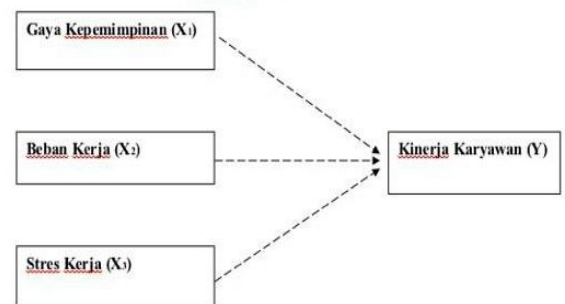 Gaya Kepemimpinan (X₁)
Beban Kerja (X₂)
Kinerja Karyawan (Y)
Stres Kerja (X₃)